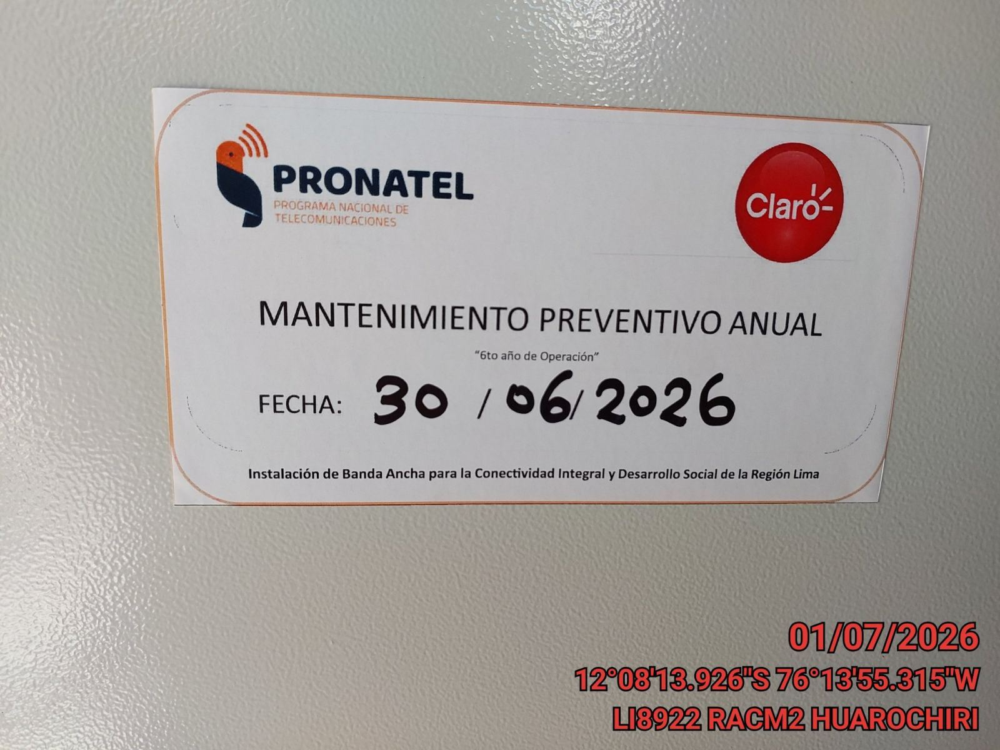 PRONATEL
PROGRAMA NACIONAL DE
TELECOMUNICACIONES
Claro
MANTENIMIENTO PREVENTIVO ANUAL
“6to año de Operación”
FECHA: 30 / 06/ 2026
Instalación de Banda Ancha para la Conectividad Integral y Desarrollo Social de la Región Lima
01/07/2026
12°08'13.926"S 76°13'55.315"W
LI8922 RACM2 HUAROCHIRI